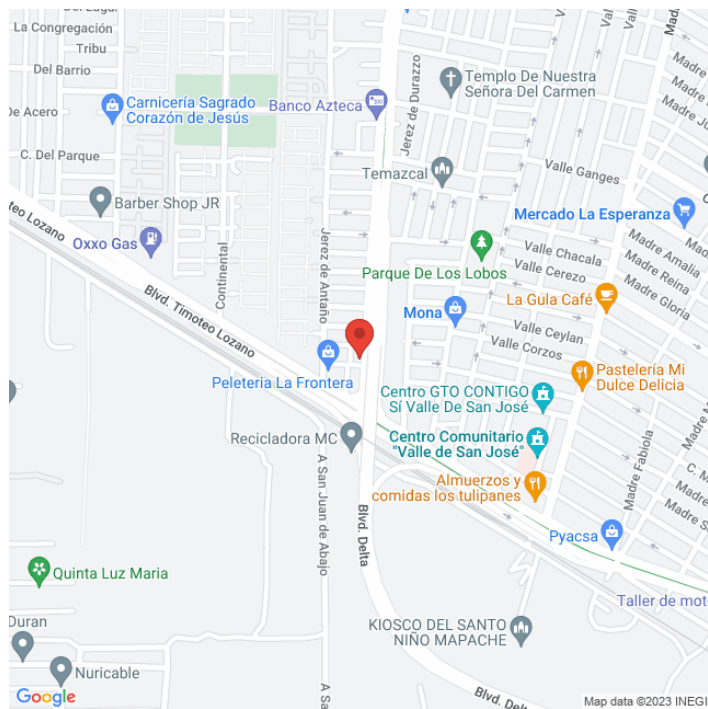 Del Lugar
La Congregación
Tribu
Del Barrio
De Acero
Carnicería Sagrado
Corazón de Jesús
C. Del Parque
Barber Shop JR
Oxxo Gas
Timoteo Lozano
Continental
Blvd. Timoteo Lozano
Banco Azteca
Jerez de Durazzo
Templo De Nuestra
Señora Del Carmen
Temazcal
Valle Ganges
Mercado La Esperanza
Jerez de Antaño
Parque De Los Lobos
Valle Chacala
Valle Cerezo
Madre Amalia
Madre Reina
Madre Gloria
La Gula Café
Mona
Valle Ceylan
Valle Corzos
Peleteria La Frontera
Pastelería Mi
Dulce Delicia
Centro GTO CONTIGO
Sí Valle De San José
Recicladora MC
Centro Comunitario
"Valle de San José"
Madre Fabiola
A San Juan de Abajo
Almuerzos y
comidas los tulipanes
Blvd. Delta
Pyacsa
Quinta Luz Maria
Taller de mot
KIOSCO DEL SANTO
NIÑO MAPACHE
Duran
Nuricable
A Sa
Blvd. Delt
Google
Map data ©2023 INEGI